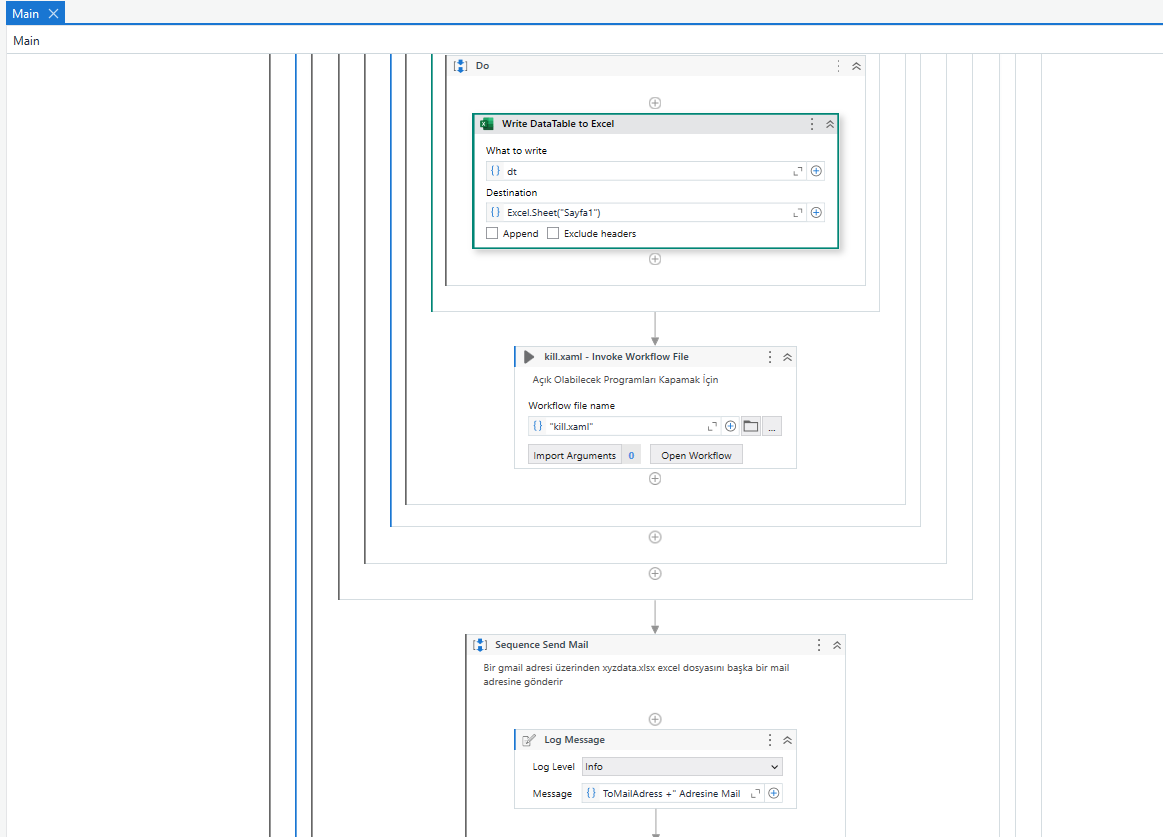 Main
Main
Do
Write DataTable to Excel
What to write
dt
Destination
Excel.Sheet("Sayfa1")
Append Exclude headers
kill.xaml - Invoke Workflow File
Açık Olabilecek Programları Kapamak İçin
Workflow file name
"kill.xaml"
...
Import Arguments 0 Open Workflow
Sequence Send Mail
Bir gmail adresi üzerinden xyzdata.xlsx excel dosyasını başka bir mail
adresine gönderir
Log Message
Log Level Info
Message ToMailAdress +" Adresine Mail